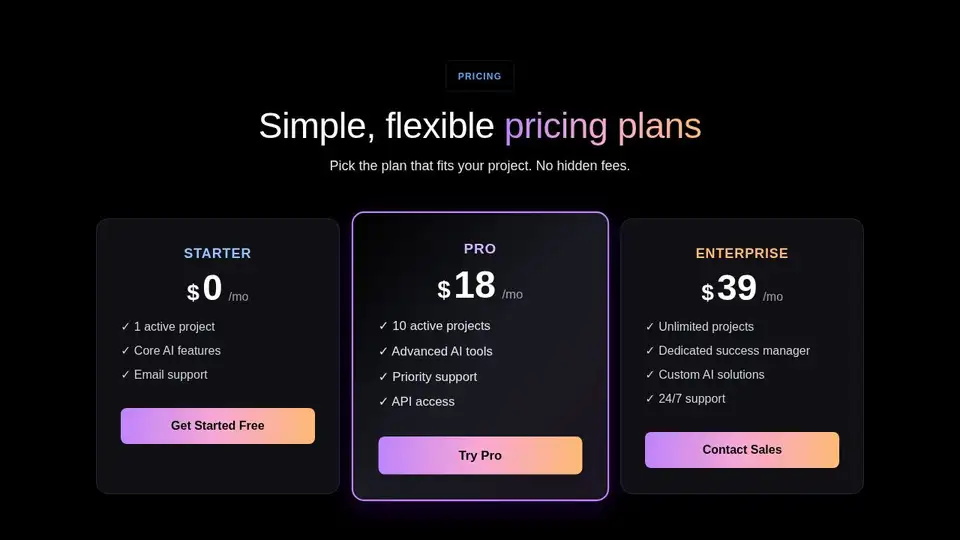 PRICING
Simple, flexible pricing plans
Pick the plan that fits your project. No hidden fees.
STARTER
$0 /mo
✓ 1 active project
✓ Core AI features
✓ Email support
Get Started Free
PRO
$18 /mo
✓ 10 active projects
✓ Advanced AI tools
✓ Priority support
✓ API access
Try Pro
ENTERPRISE
$39 /mo
✓ Unlimited projects
✓ Dedicated success manager
✓ Custom AI solutions
✓ 24/7 support
Contact Sales